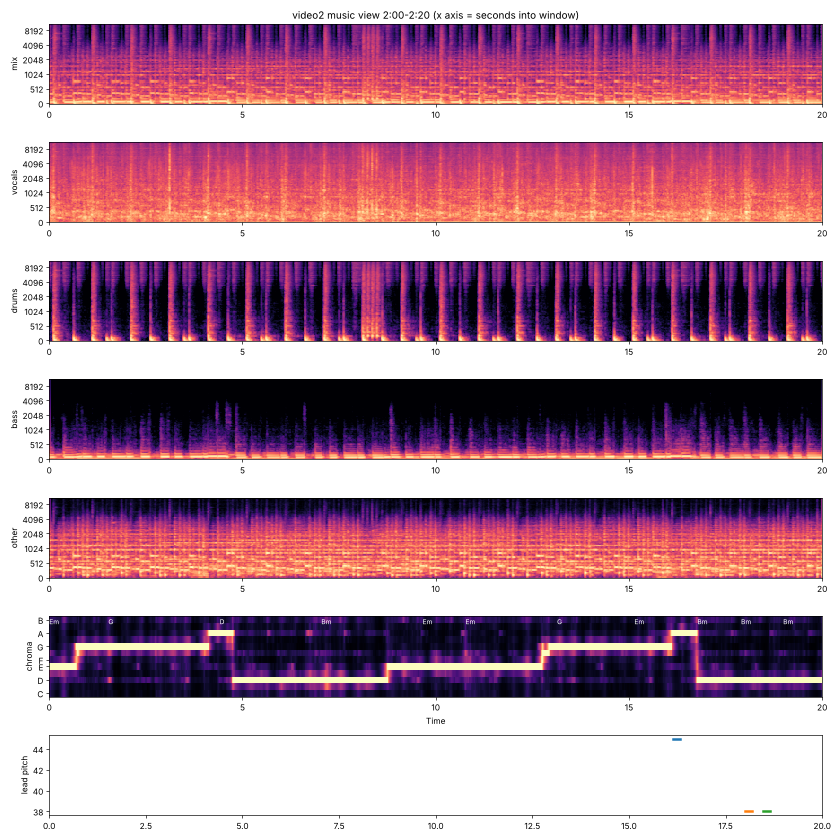 video2 music view 2:00-2:20 (x axis = seconds into window)
mix
8192
4096
2048
1024
512
0
0 5 10 15 20
vocals
8192
4096
2048
1024
512
0
0 5 10 15 20
drums
8192
4096
2048
1024
512
0
0 5 10 15 20
bass
8192
4096
2048
1024
512
0
0 5 10 15 20
other
8192
4096
2048
1024
512
0
0 5 10 15 20
chroma
B
A
G
E
D
C
Em G D Bm Em Em G Em Bm Bm Bm
0 5 10 15 20
Time
lead pitch
44
42
40
38
0.0 2.5 5.0 7.5 10.0 12.5 15.0 17.5 20.0